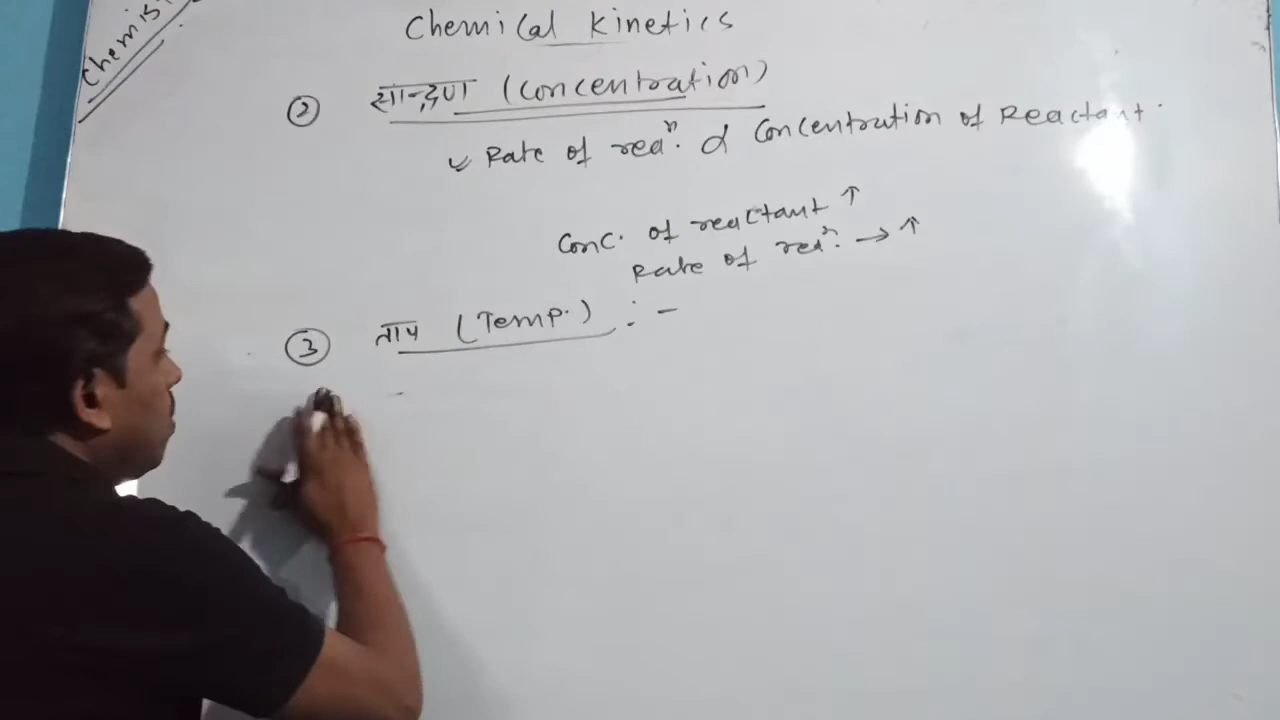 Chemis
Chemical Kinetics
② सान्द्रण (Concentration)
Rate of reaⁿ. α Concentration of Reactant.
Conc. of reactant ↑
Rate of reaⁿ. → ↑
③ ताप (Temp.) : -